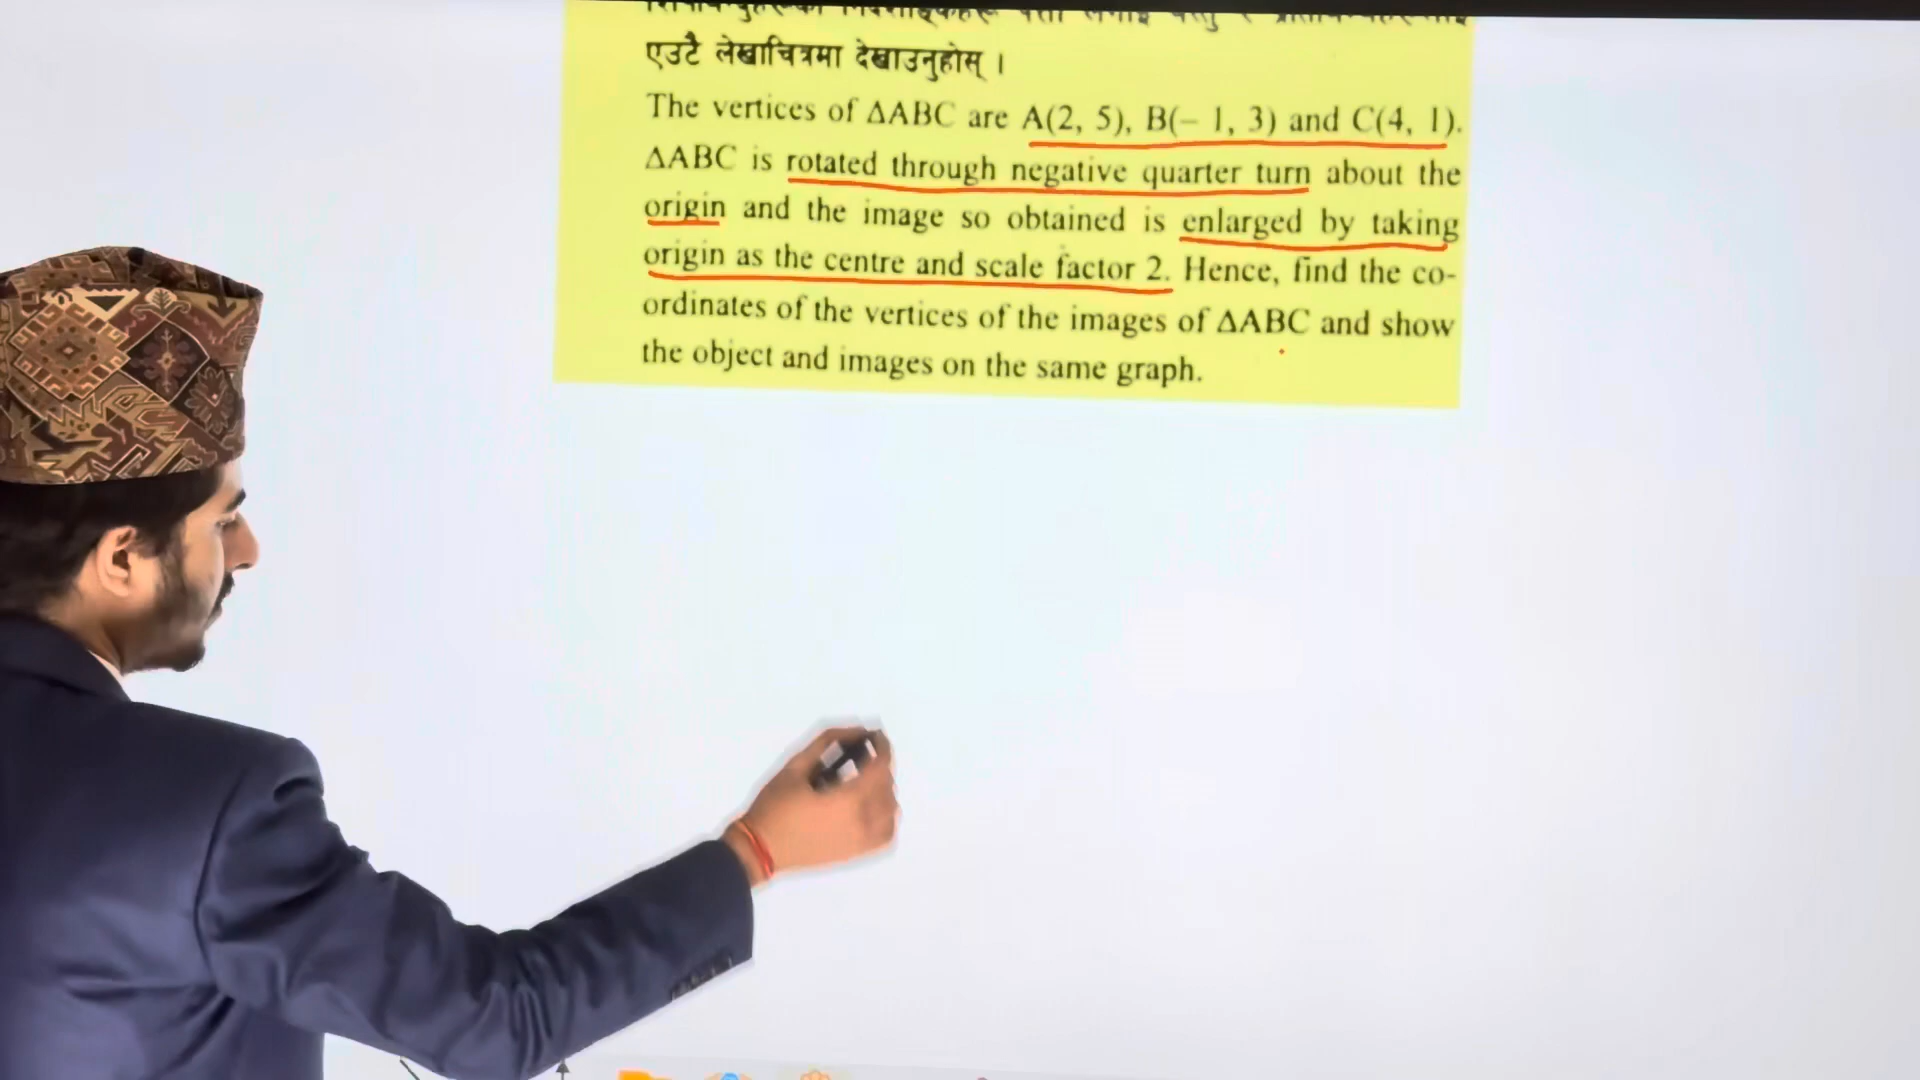 एउटै लेखाचित्रमा देखाउनुहोस् ।
The vertices of ΔABC are A(2, 5), B(– 1, 3) and C(4, 1).
ΔABC is rotated through negative quarter turn about the
origin and the image so obtained is enlarged by taking
origin as the centre and scale factor 2. Hence, find the co-
ordinates of the vertices of the images of ΔABC and show
the object and images on the same graph.